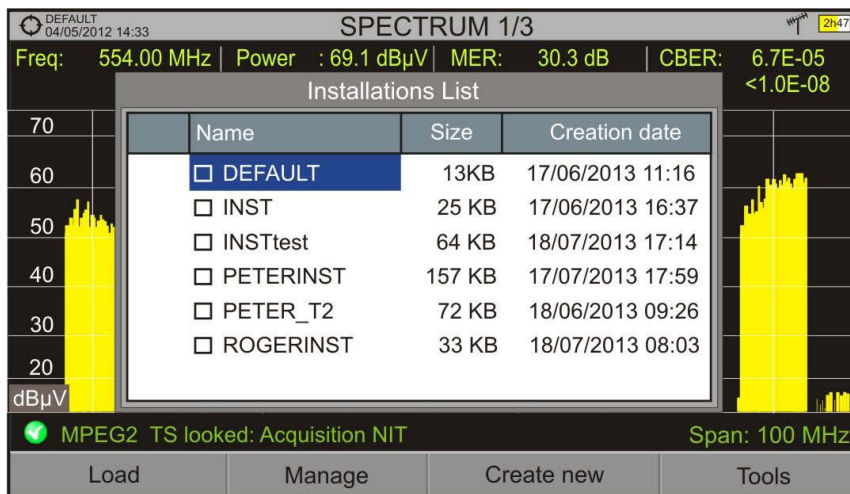 DEFAULT
04/05/2012 14:33
SPECTRUM 1/3
2h47
Freq: 554.00 MHz | Power : 69.1 dBµV | MER: 30.3 dB | CBER: 6.7E-05
<1.0E-08
Installations List
Name Size Creation date
DEFAULT 13KB 17/06/2013 11:16
INST 25 KB 17/06/2013 16:37
INSTtest 64 KB 18/07/2013 17:14
PETERINST 157 KB 17/07/2013 17:59
PETER_T2 72 KB 18/06/2013 09:26
ROGERINST 33 KB 18/07/2013 08:03
70
60
50
40
30
20
dBµV
MPEG2 TS looked: Acquisition NIT Span: 100 MHz
Load Manage Create new Tools